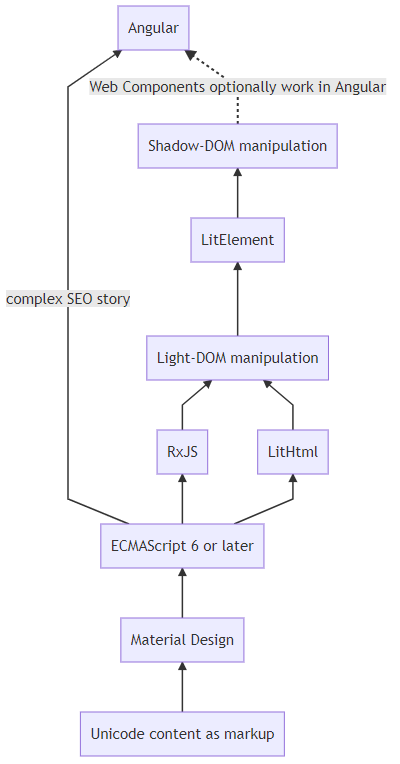 Angular
Web Components optionally work in Angular
Shadow-DOM manipulation
LitElement
complex SEO story
Light-DOM manipulation
RxJS
LitHtml
ECMAScript 6 or later
Material Design
Unicode content as markup